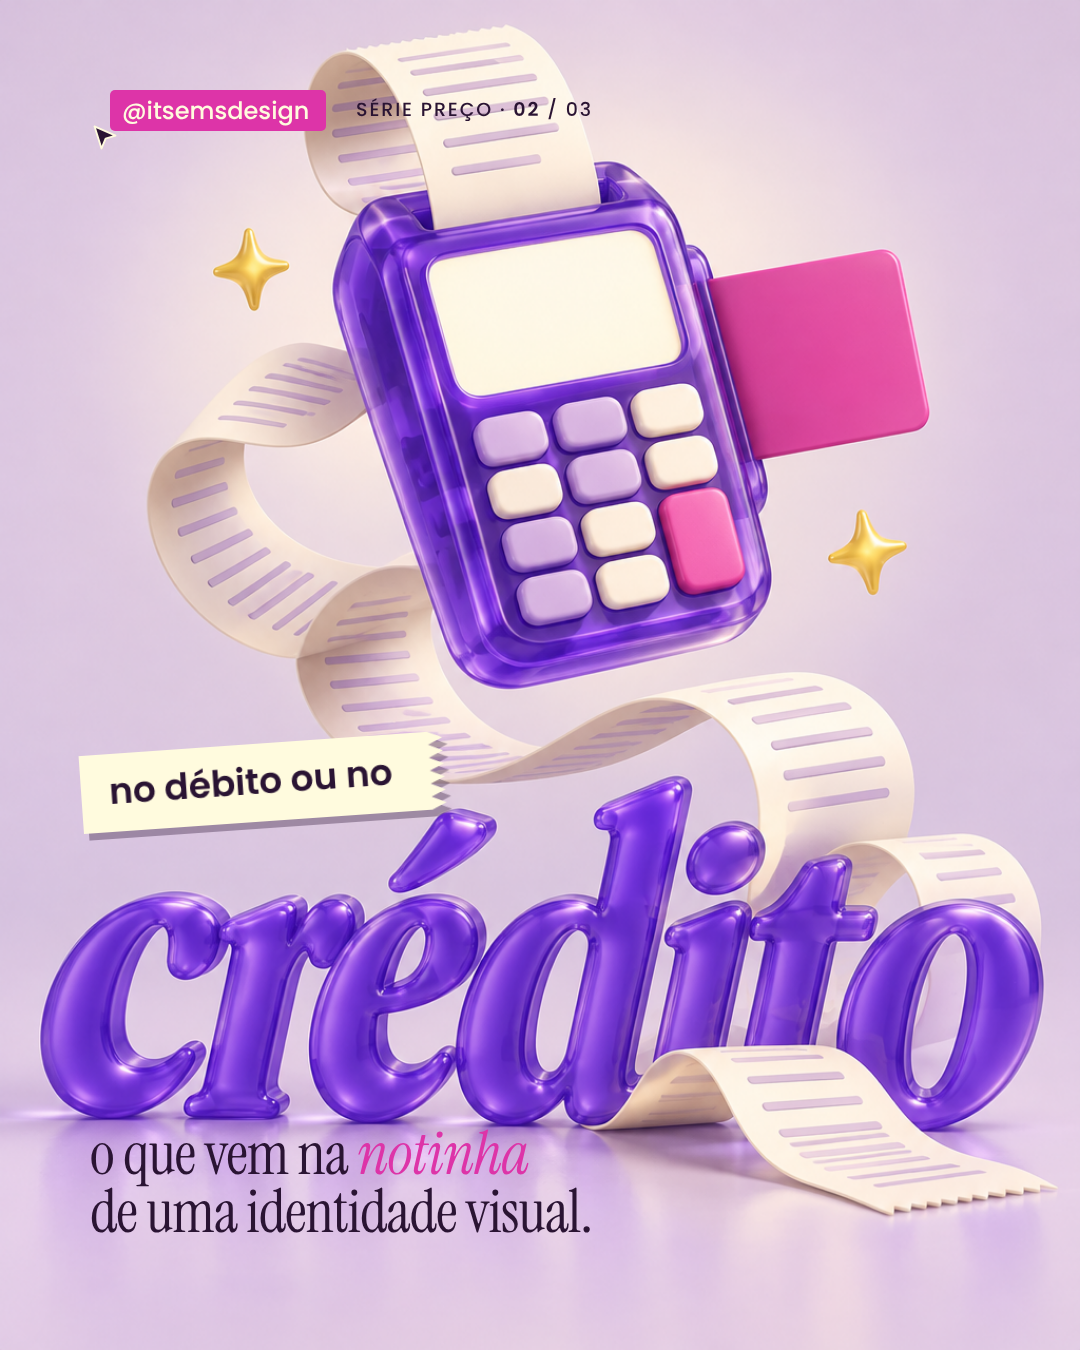 @itsemsdesign
SÉRIE PREÇO · 02 / 03
no débito ou no
crédito
o que vem na notinha
de uma identidade visual.